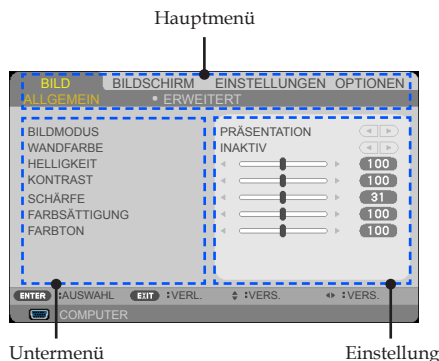 Hauptmenü
BILD BILDSCHIRM EINSTELLUNGEN OPTIONEN
ALLGEMEIN • ERWEITERT
BILDMODUS PRÄSENTATION
WANDFARBE INAKTIV
HELLIGKEIT 100
KONTRAST 100
SCHÄRFE 31
FARBSÄTTIGUNG 100
FARBTON 100
ENTER :AUSWAHL EXIT :VERL. :VERS. :VERS.
COMPUTER
Untermenü Einstellung